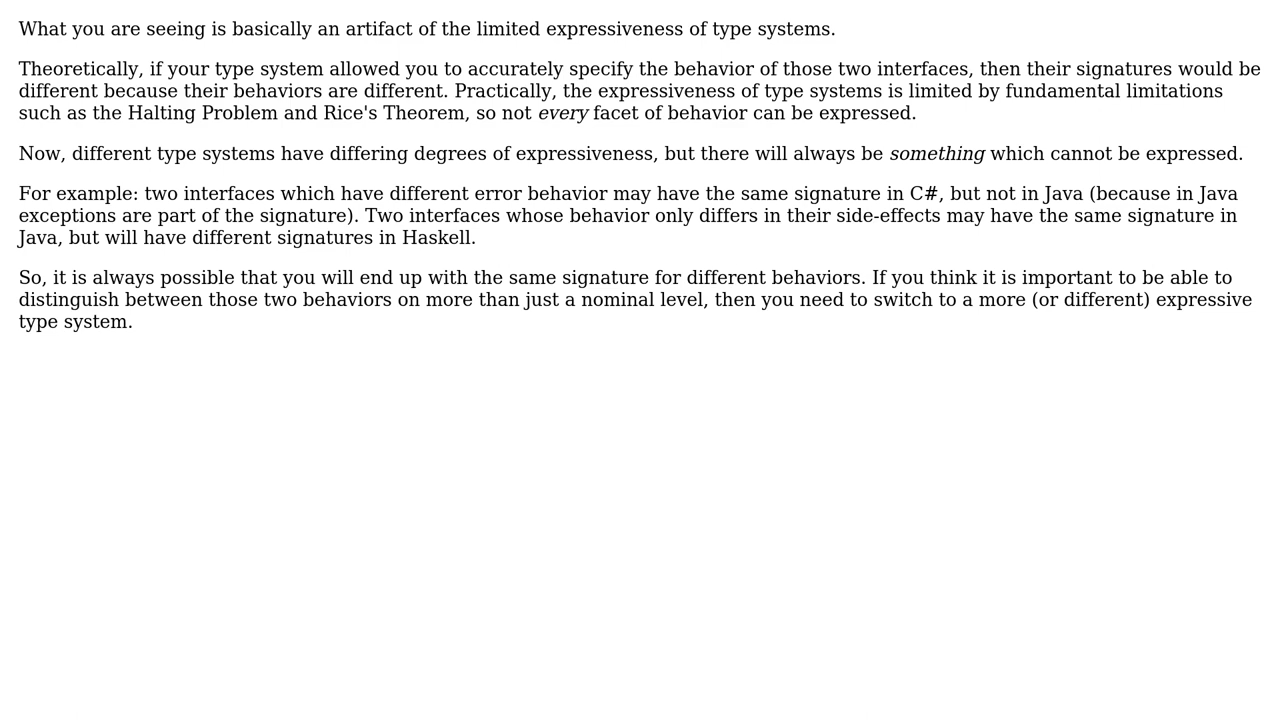 What you are seeing is basically an artifact of the limited expressiveness of type systems.
Theoretically, if your type system allowed you to accurately specify the behavior of those two interfaces, then their signatures would be
different because their behaviors are different. Practically, the expressiveness of type systems is limited by fundamental limitations
such as the Halting Problem and Rice's Theorem, so not every facet of behavior can be expressed.
Now, different type systems have differing degrees of expressiveness, but there will always be something which cannot be expressed.
For example: two interfaces which have different error behavior may have the same signature in C#, but not in Java (because in Java
exceptions are part of the signature). Two interfaces whose behavior only differs in their side-effects may have the same signature in
Java, but will have different signatures in Haskell.
So, it is always possible that you will end up with the same signature for different behaviors. If you think it is important to be able to
distinguish between those two behaviors on more than just a nominal level, then you need to switch to a more (or different) expressive
type system.